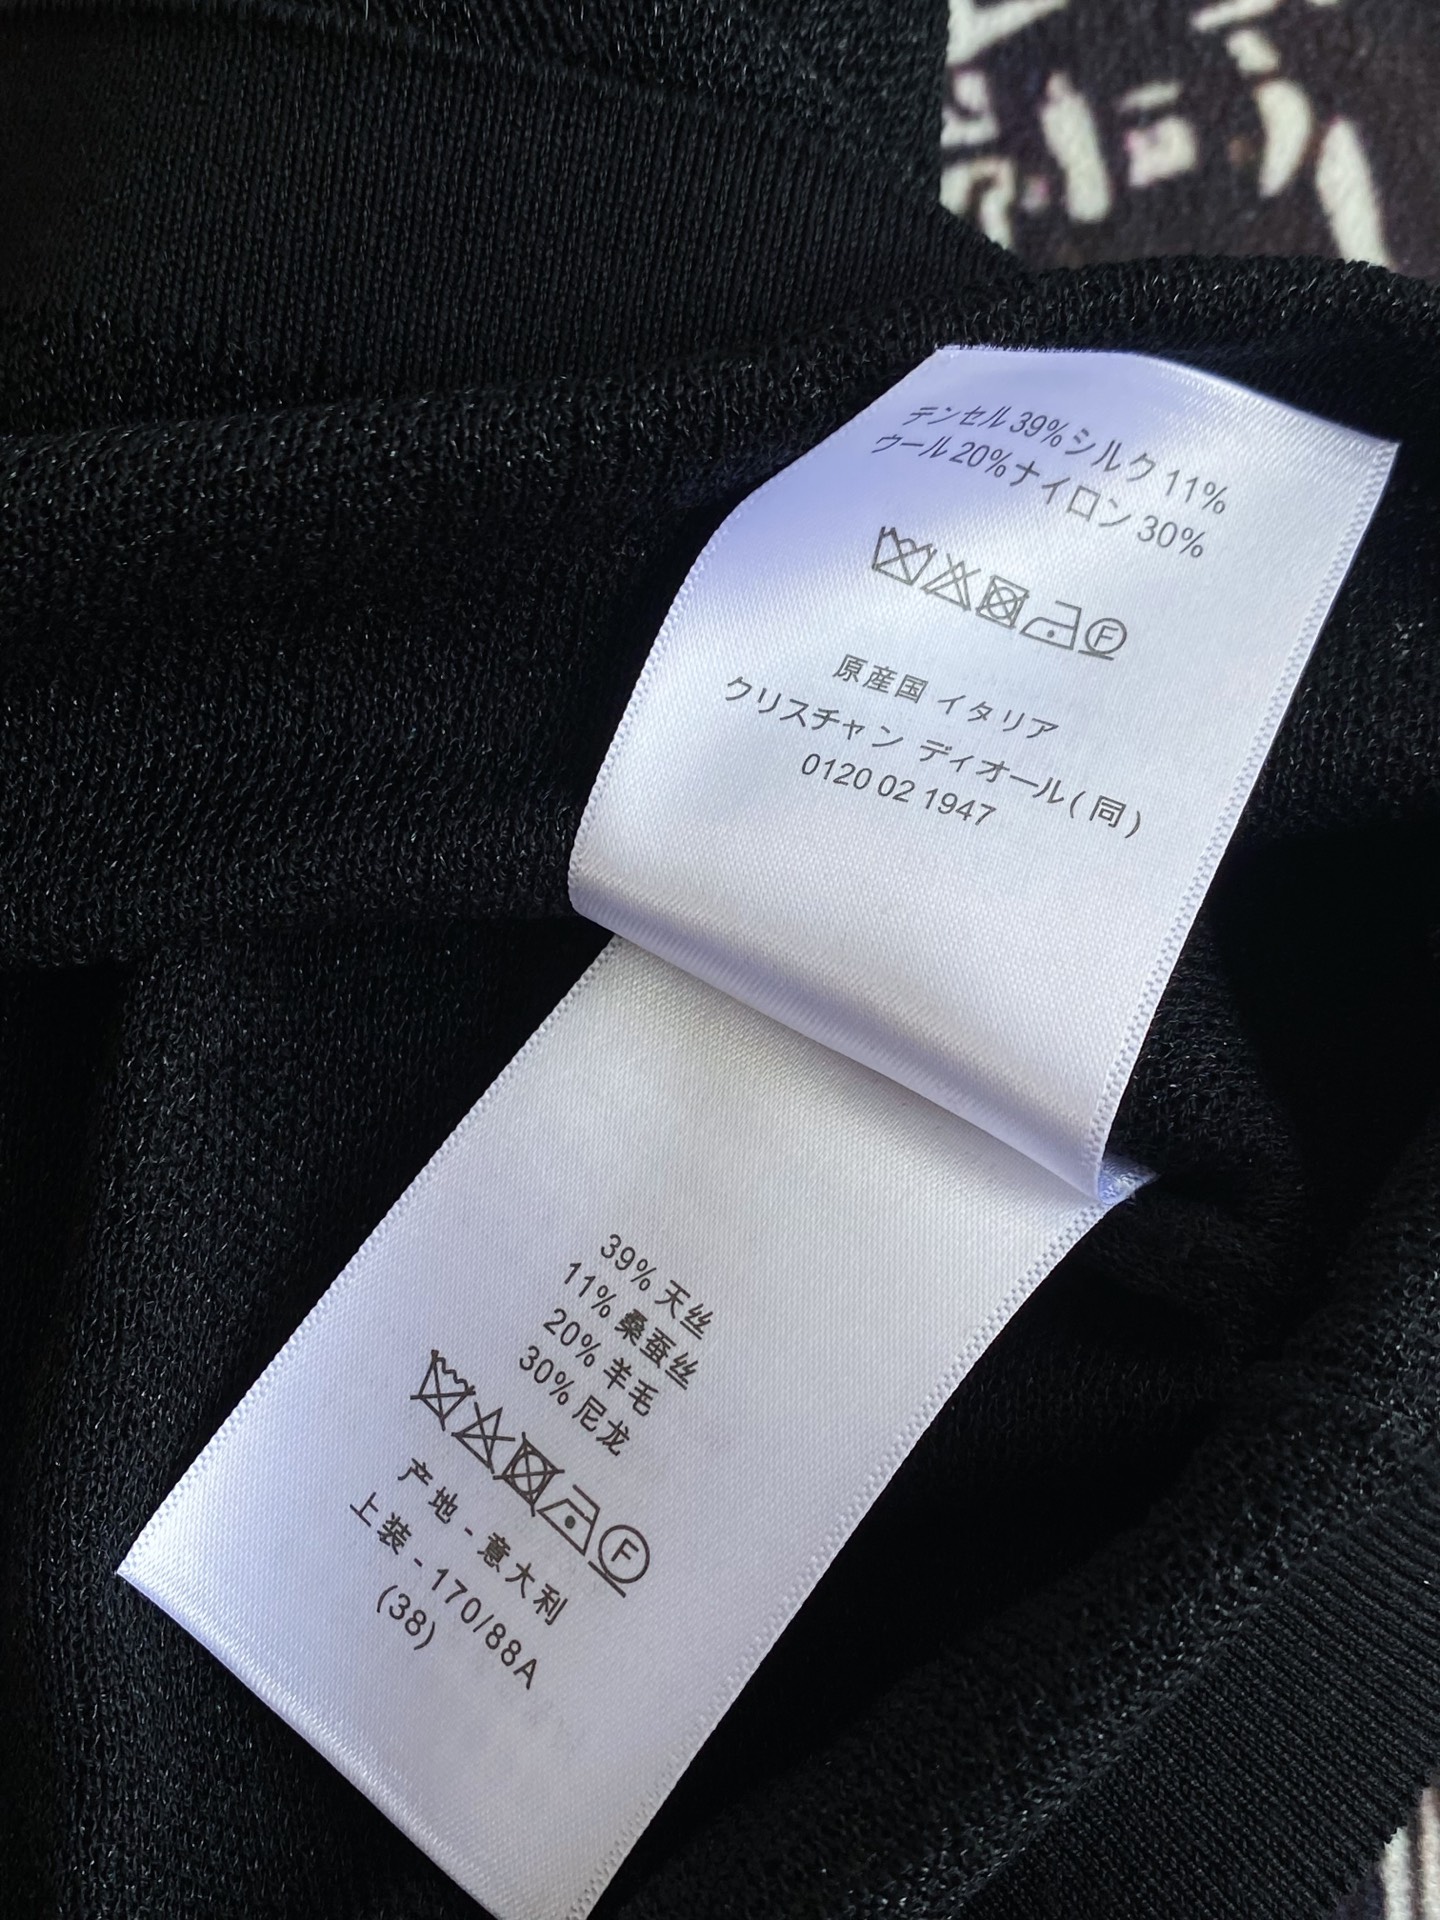 テンセル 39% シルク 11%
ウール 20% ナイロン 30%
F
原産国 イタリア
クリスチャン ディオール( 同 )
0120 02 1947
39% 天丝
11% 桑蚕丝
20% 羊毛
30% 尼龙
F
产地 - 意大利
上装 - 170/88A
(38)